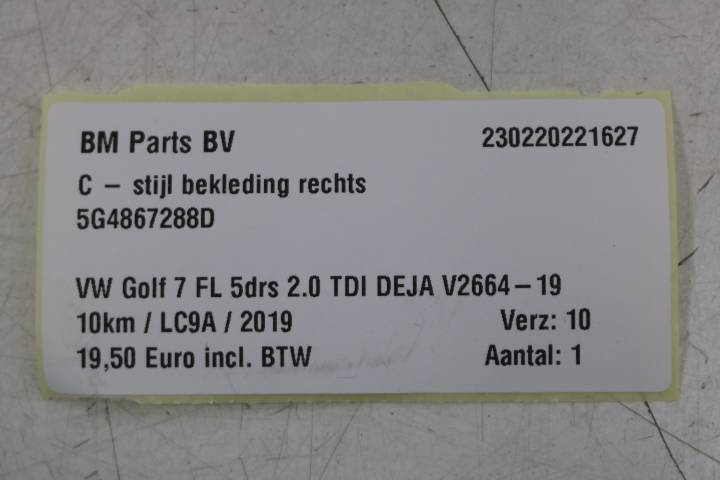 BM Parts BV 230220221627
C - stijl bekleding rechts
5G4867288D
VW Golf 7 FL 5drs 2.0 TDI DEJA V2664-19
10km / LC9A / 2019 Verz: 10
19,50 Euro incl. BTW Aantal: 1